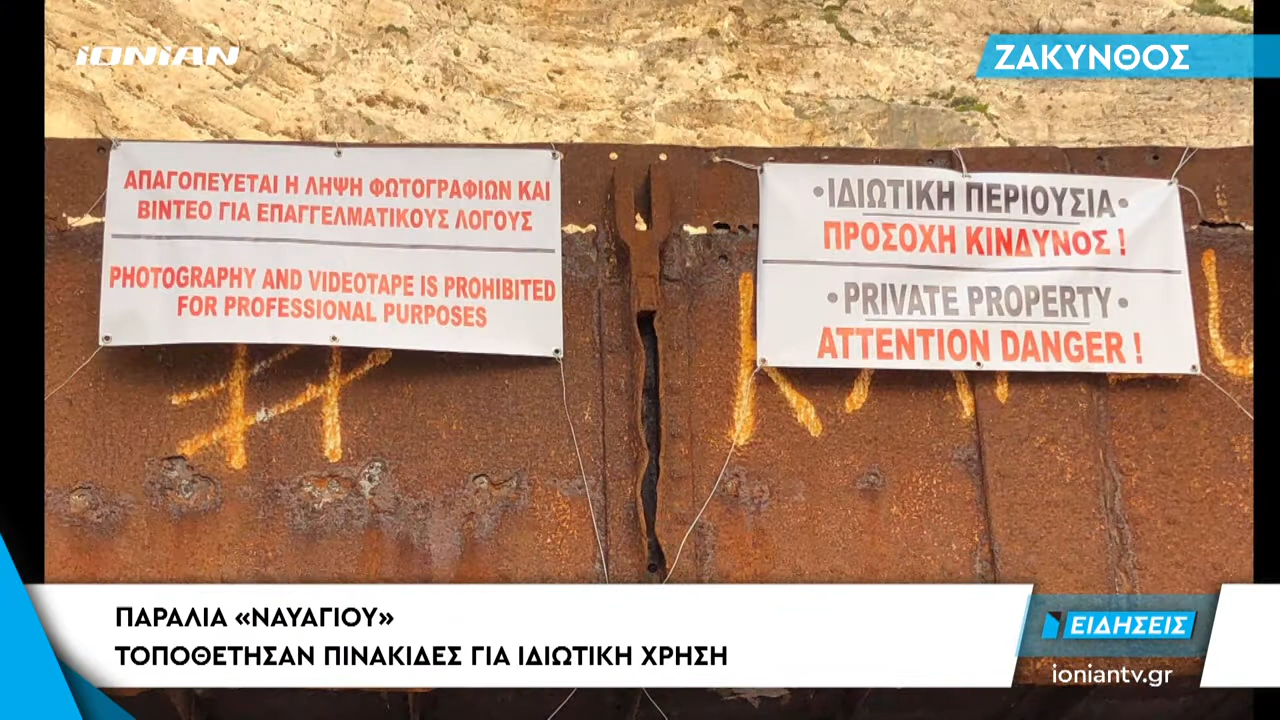 iONIAN
ΖΑΚΥΝΘΟΣ
ΑΠΑΓΟΠΕΥΕΤΑΙ Η ΛΗΨΗ ΦΩΤΟΓΡΑΦΙΩΝ ΚΑΙ
ΒΙΝΤΕΟ ΓΙΑ ΕΠΑΓΓΕΛΜΑΤΙΚΟΥΣ ΛΟΓΟΥΣ
PHOTOGRAPHY AND VIDEOTAPE IS PROHIBITED
FOR PROFESSIONAL PURPOSES
•ΙΔΙΩΤΙΚΗ ΠΕΡΙΟΥΣΙΑ•
ΠΡΟΣΟΧΗ ΚΙΝΔΥΝΟΣ !
•PRIVATE PROPERTY•
ATTENTION DANGER !
ΠΑΡΑΛΙΑ «ΝΑΥΑΓΙΟΥ»
ΤΟΠΟΘΕΤΗΣΑΝ ΠΙΝΑΚΙΔΕΣ ΓΙΑ ΙΔΙΩΤΙΚΗ ΧΡΗΣΗ
ΕΙΔΗΣΕΙΣ
ioniantv.gr